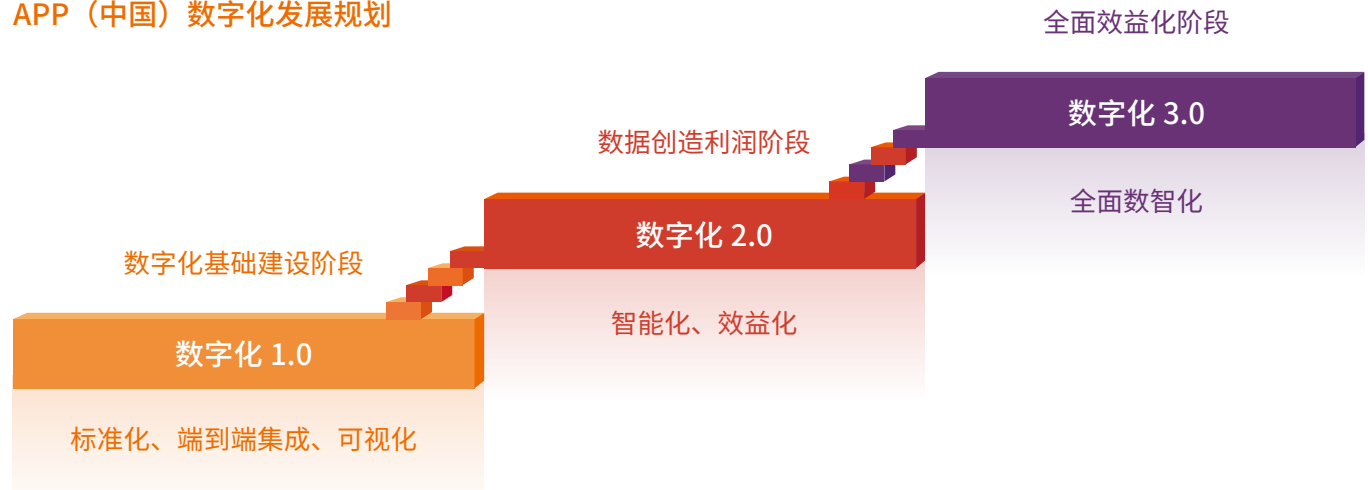 APP（中国）数字化发展规划
数字化基础建设阶段
数字化 1.0
标准化、端到端集成、可视化
数据创造利润阶段
数字化 2.0
智能化、效益化
全面效益化阶段
数字化 3.0
全面数智化